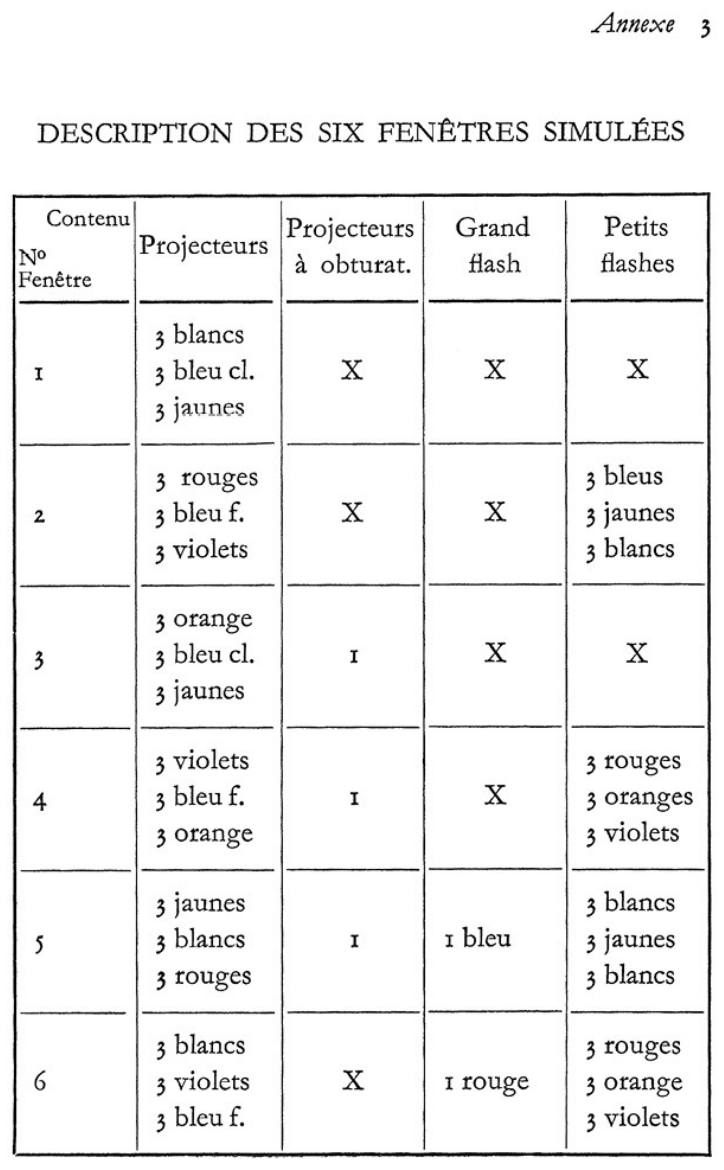 Annexe 3
DESCRIPTION DES SIX FENÊTRES SIMULÉES
Contenu
Nº
Fenêtre
Projecteurs
Projecteurs
à obturat.
Grand
flash
Petits
flashes
1
3 blancs
3 bleu cl.
3 jaunes
X
X
X
2
3 rouges
3 bleu f.
3 violets
X
X
3 bleus
3 jaunes
3 blancs
3
3 orange
3 bleu cl.
3 jaunes
1
X
X
4
3 violets
3 bleu f.
3 orange
1
X
3 rouges
3 oranges
3 violets
5
3 jaunes
3 blancs
3 rouges
1
1 bleu
3 blancs
3 jaunes
3 blancs
6
3 blancs
3 violets
3 bleu f.
X
1 rouge
3 rouges
3 orange
3 violets